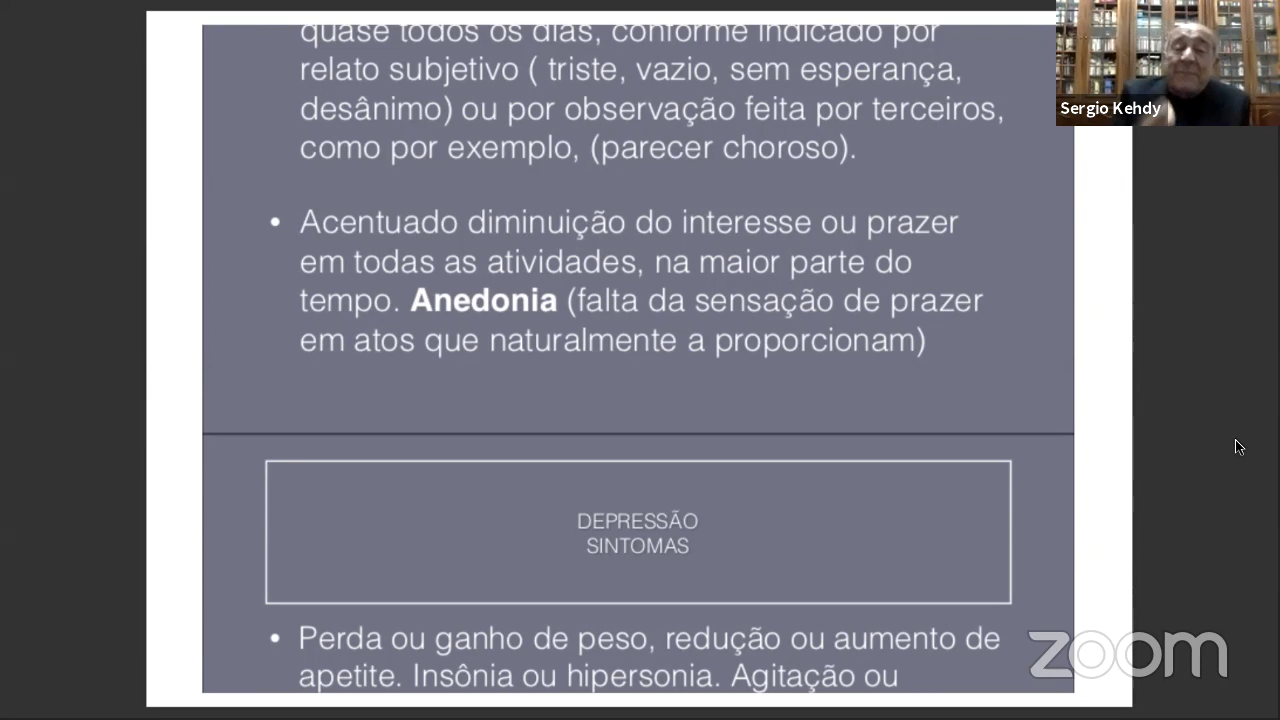 quase todos os dias, conforme indicado por
relato subjetivo ( triste, vazio, sem esperança,
desânimo) ou por observação feita por terceiros,
como por exemplo, (parecer choroso).
• Acentuado diminuição do interesse ou prazer
em todas as atividades, na maior parte do
tempo. Anedonia (falta da sensação de prazer
em atos que naturalmente a proporcionam)
DEPRESSÃO
SINTOMAS
• Perda ou ganho de peso, redução ou aumento de
apetite. Insônia ou hipersonia. Agitação ou
Sergio Kehdy
zoom